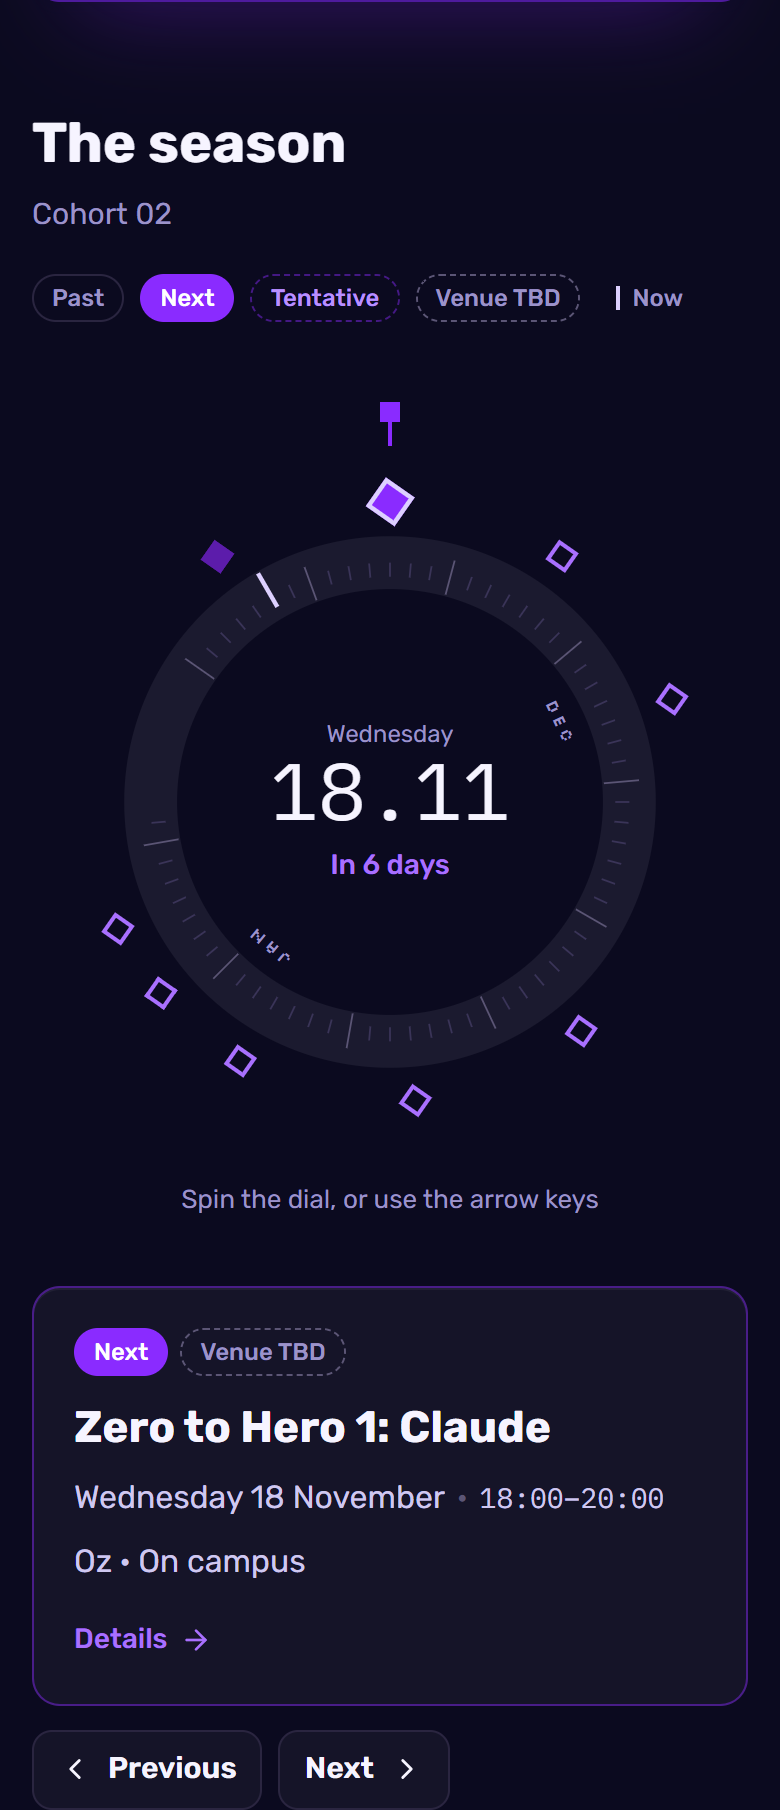 The season
Cohort 02
Past Next Tentative Venue TBD Now
DEC
Wednesday
18.11
In 6 days
JAN
Spin the dial, or use the arrow keys
Next Venue TBD
Zero to Hero 1: Claude
Wednesday 18 November • 18:00–20:00
Oz • On campus
Details →
< Previous Next >